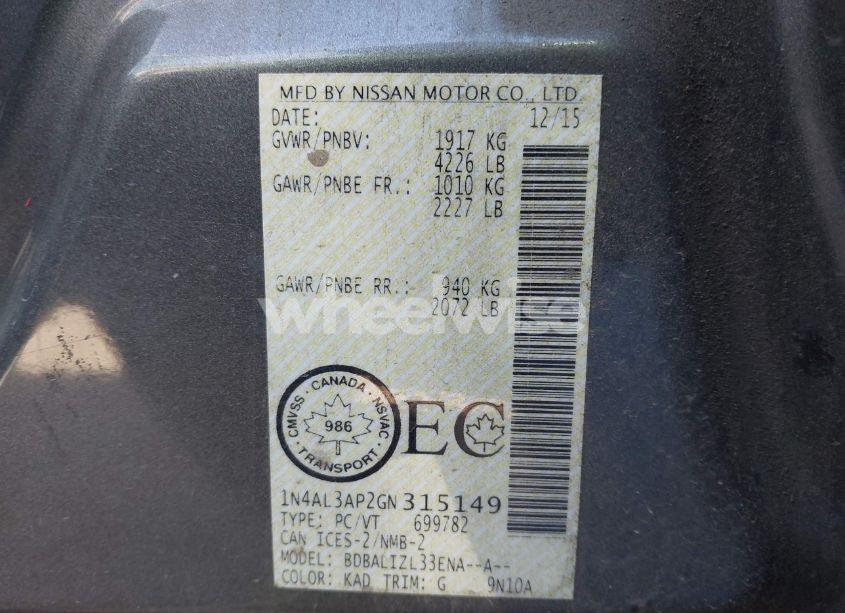 MFD BY NISSAN MOTOR CO., LTD.
DATE: 12/15
GVWR/PNBV: 1917 KG
4226 LB
GAWR/PNBE FR.: 1010 KG
2227 LB
GAWR/PNBE RR.: 940 KG
2072 LB
wheelwise
CMVSS · CANADA · NSVAC
986
TRANSPORT
EC
1N4AL3AP2GN315149
TYPE: PC/VT 699782
CAN ICES-2/NMB-2
MODEL: BDBALIZL33ENA--A--
COLOR: KAD TRIM: G 9N10A